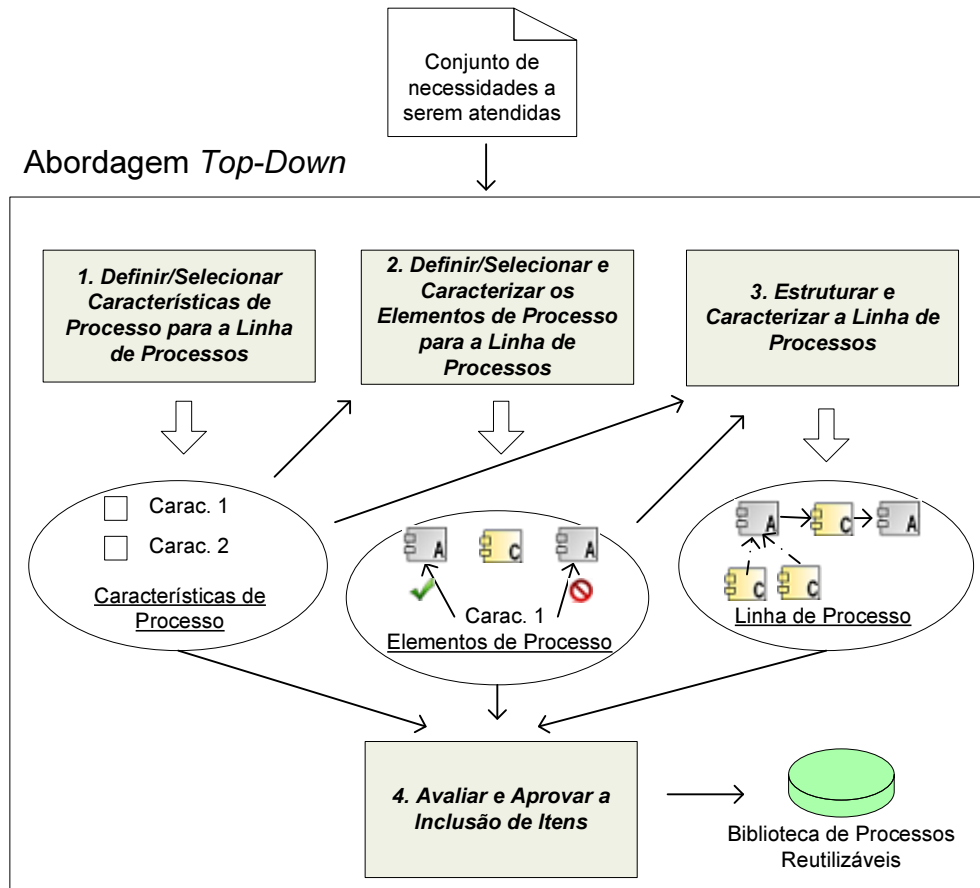 Conjunto de
necessidades a
serem atendidas
Abordagem Top-Down
1. Definir/Selecionar
Características de
Processo para a Linha
de Processos
2. Definir/Selecionar e
Caracterizar os
Elementos de Processo
para a Linha de
Processos
3. Estruturar e
Caracterizar a Linha de
Processos
Carac. 1
Carac. 2
Características de
Processo
A
C
A
Carac. 1
Elementos de Processo
A
C
A
C
C
Linha de Processo
4. Avaliar e Aprovar a
Inclusão de Itens
Biblioteca de Processos
Reutilizáveis